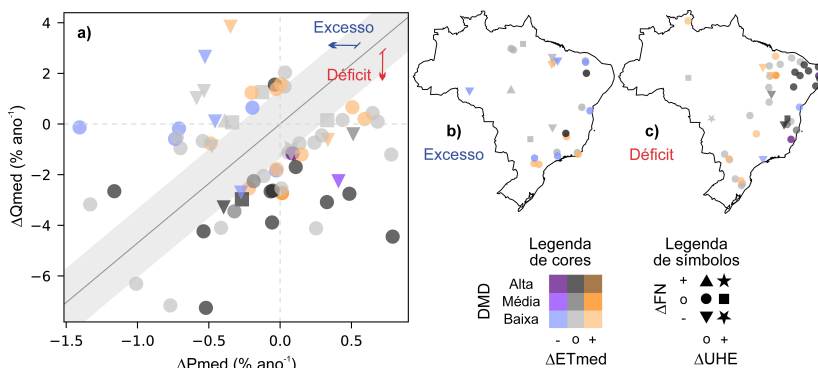 a)
Excesso
Déficit
4
2
0
−2
−4
−6
ΔQmed (% ano⁻¹)
−1.5
−1.0
−0.5
0.0
0.5
ΔPmed (% ano⁻¹)
b)
Excesso
c)
Déficit
Legenda
de cores
DMD
Alta
Média
Baixa
- o +
ΔETmed
Legenda
de símbolos
ΔFN
+
o
-
o +
ΔUHE